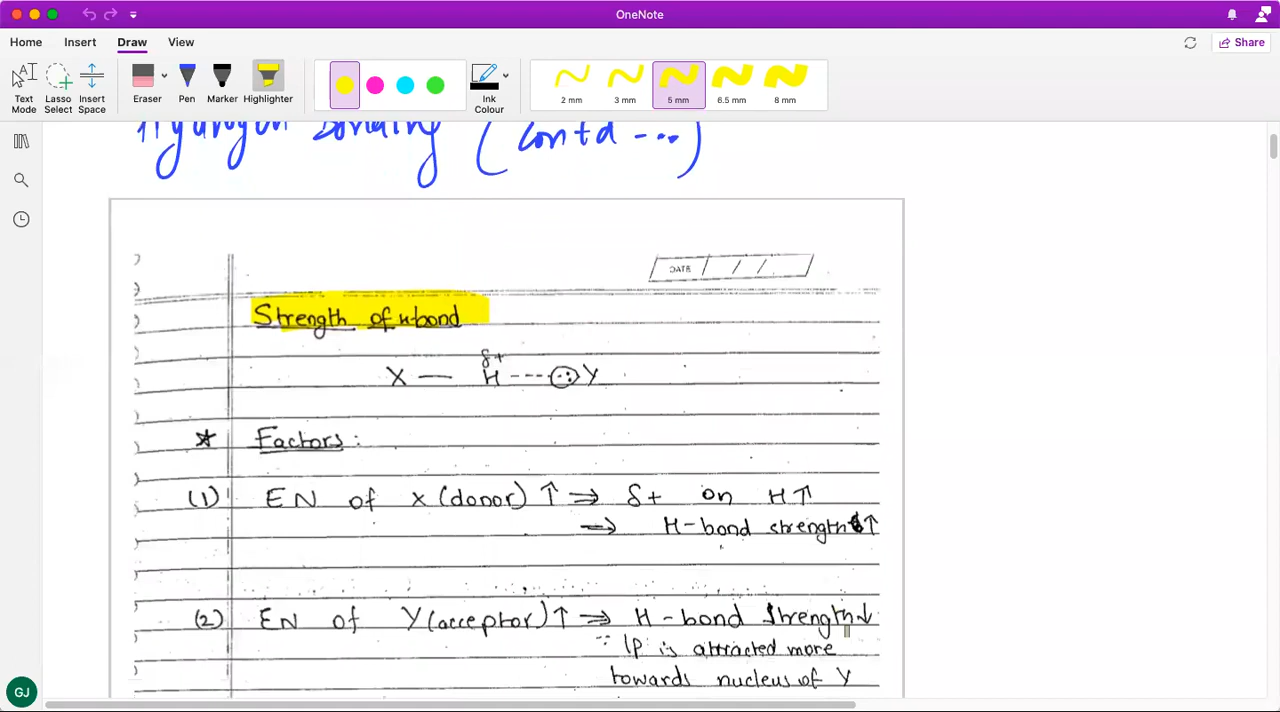 OneNote
Home Insert Draw View
Share
Text Mode
Lasso Select
Insert Space
Eraser
Pen
Marker
Highlighter
Ink Colour
2 mm
3 mm
5 mm
6.5 mm
8 mm
Hydrogen bonding (contd ---)
DATE / /
Strength of H-bond
δ+
X — H ---- : Y
* Factors :
(1) EN of X (donor) ↑ ⇒ δ+ on H ↑
⇒ H-bond strength ↑
(2) EN of Y (acceptor) ↑ ⇒ H-bond strength ↓
∵ lp is attracted more
towards nucleus of Y
GJ